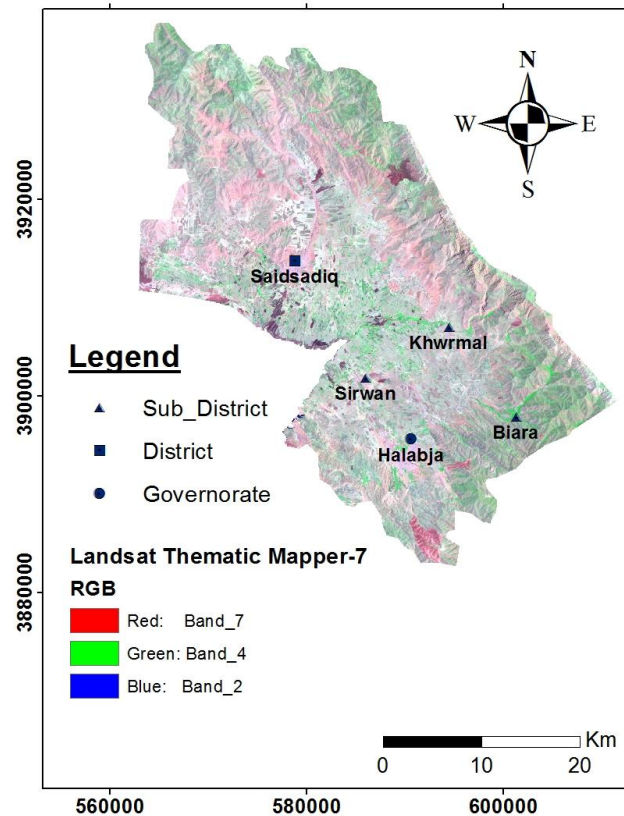 N
W E
S
3920000
3900000
3880000
Saidsadiq
Khwrmal
Sirwan
Biara
Halabja
Legend
Sub_District
District
Governorate
Landsat Thematic Mapper-7
RGB
Red: Band_7
Green: Band_4
Blue: Band_2
Km
0 10 20
560000 580000 600000